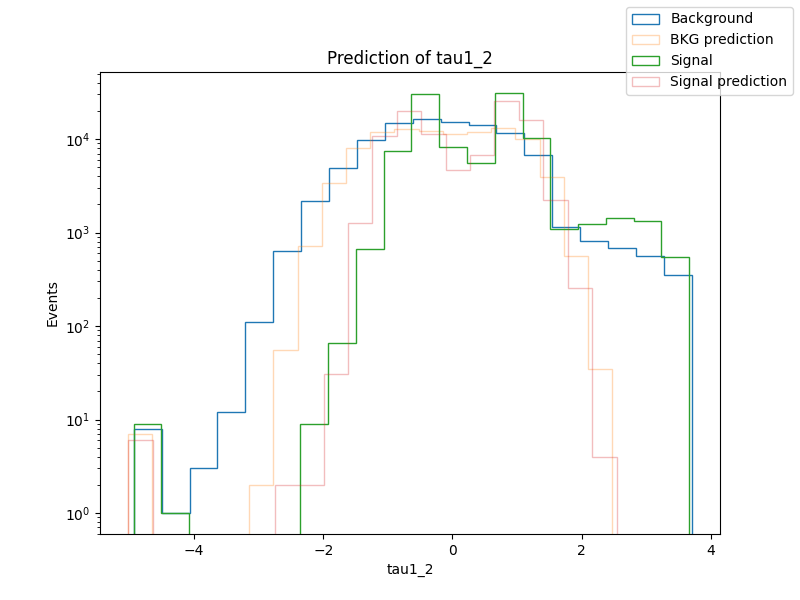 Prediction of tau1_2
Background
BKG prediction
Signal
Signal prediction
Events
10⁴
10³
10²
10¹
10⁰
−4
−2
0
2
4
tau1_2